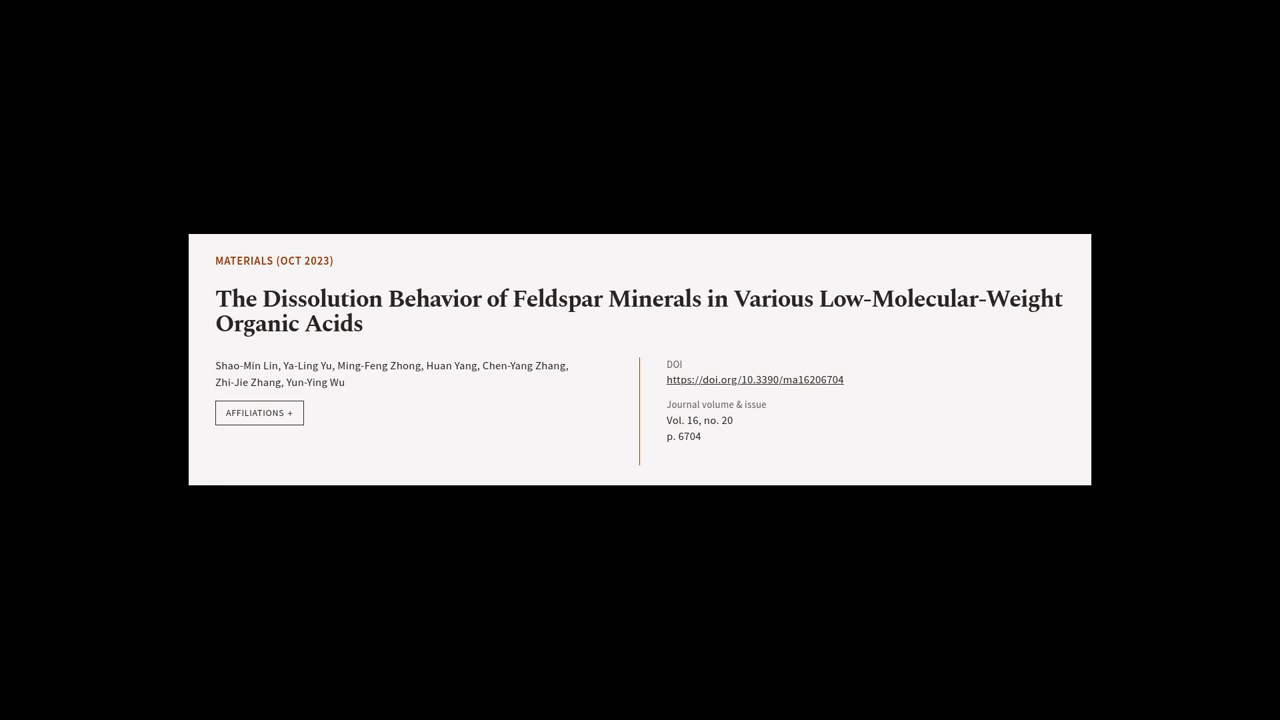 MATERIALS (OCT 2023)
The Dissolution Behavior of Feldspar Minerals in Various Low-Molecular-Weight
Organic Acids
Shao-Min Lin, Ya-Ling Yu, Ming-Feng Zhong, Huan Yang, Chen-Yang Zhang,
Zhi-Jie Zhang, Yun-Ying Wu
AFFILIATIONS +
DOI
https://doi.org/10.3390/ma16206704
Journal volume & issue
Vol. 16, no. 20
p. 6704